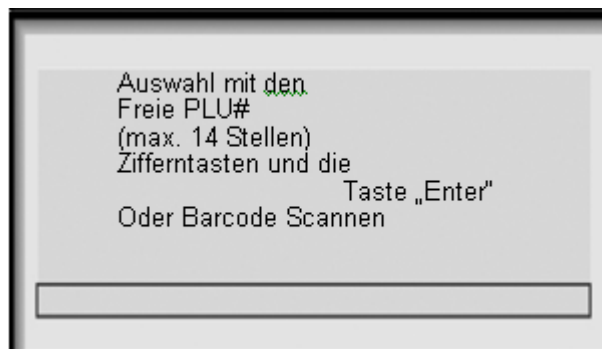 Auswahl mit den
Freie PLU#
(max. 14 Stellen)
Zifferntasten und die
Taste „Enter"
Oder Barcode Scannen